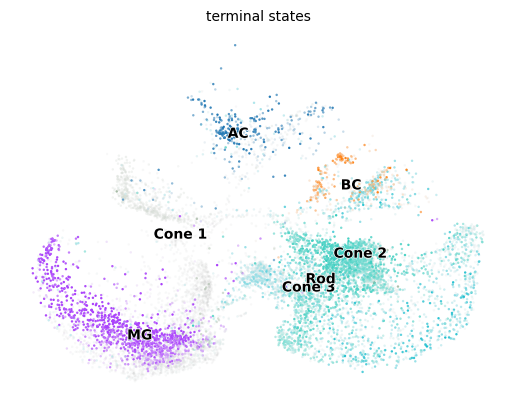 terminal states
AC
BC
Cone 1
Cone 2
Rod
Cone 3
MG